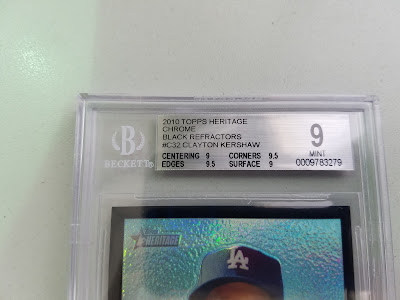 2010 TOPPS HERITAGE
CHROME
BLACK REFRACTORS
#C32 CLAYTON KERSHAW
CENTERING 9 CORNERS 9.5
EDGES 9.5 SURFACE 9
9
MINT
0009783279
B
BECKETT
HERITAGE
LA